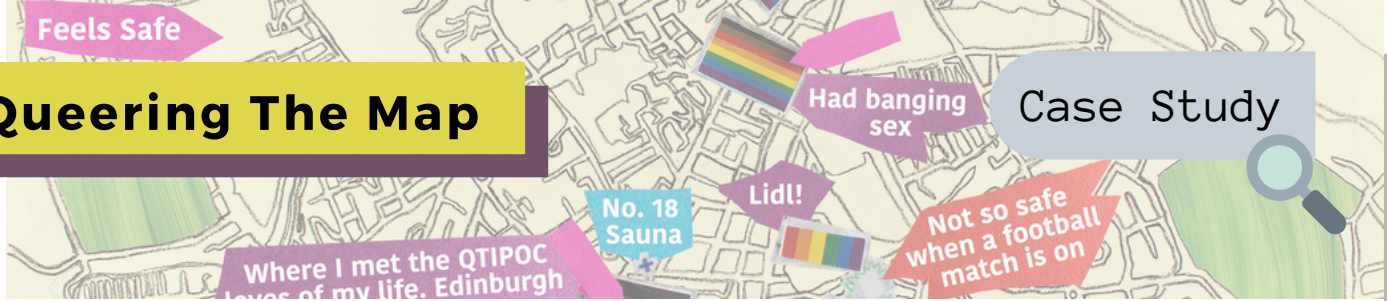 Feels Safe
Queering The Map
Had banging
sex
Case Study
Lidl!
No. 18
Sauna
Not so safe
when a football
match is on
Where I met the QTIPOC
loves of my life. Edinburgh